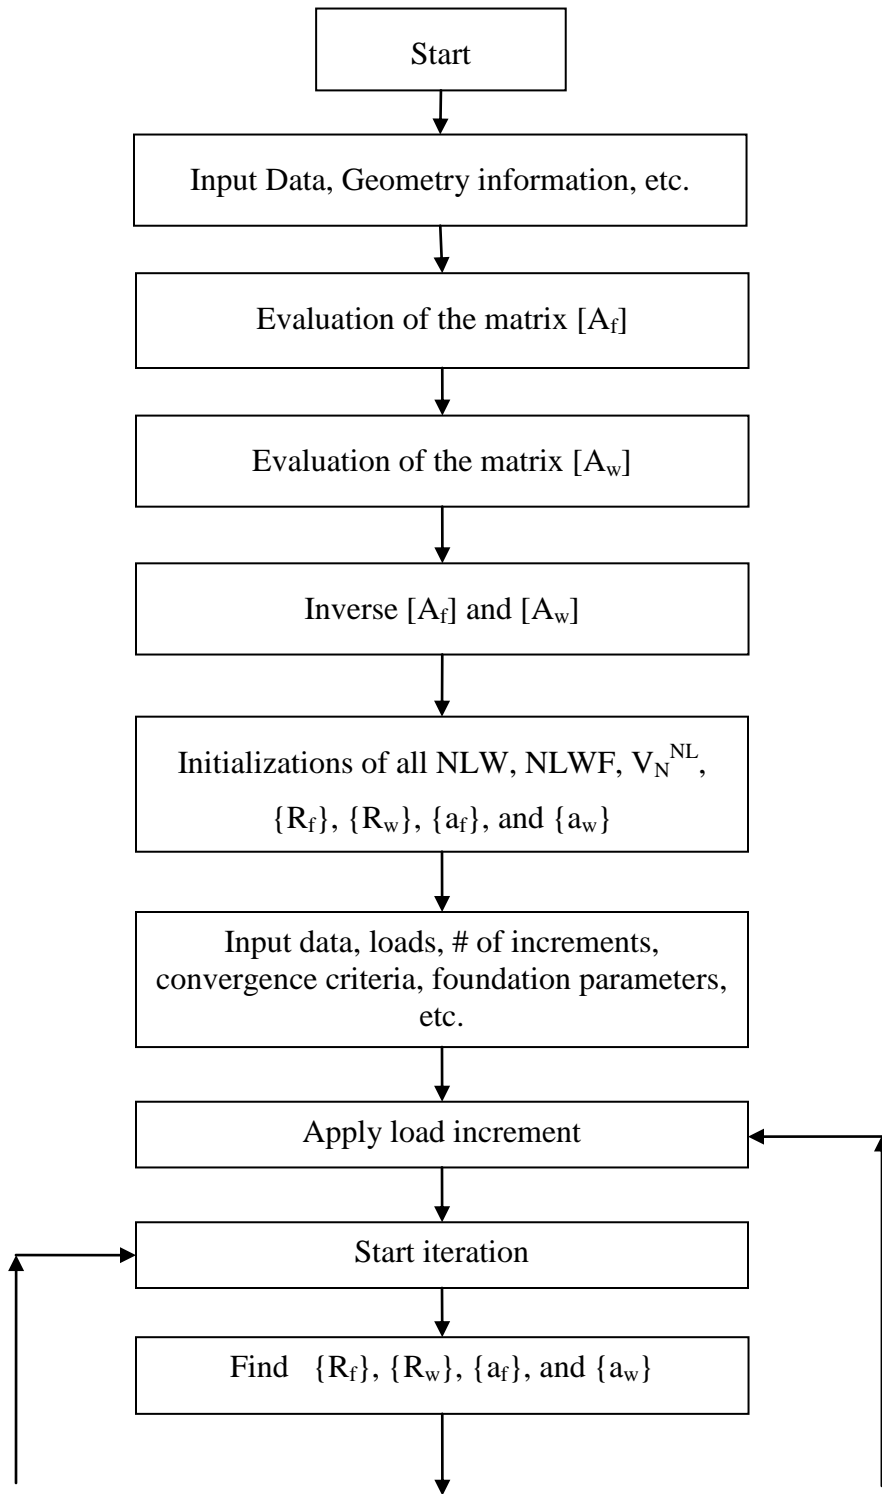 Start
Input Data, Geometry information, etc.
Evaluation of the matrix [A_f]
Evaluation of the matrix [A_w]
Inverse [A_f] and [A_w]
Initializations of all NLW, NLWF, V_N^NL,
{R_f}, {R_w}, {a_f}, and {a_w}
Input data, loads, # of increments,
convergence criteria, foundation parameters,
etc.
Apply load increment
Start iteration
Find {R_f}, {R_w}, {a_f}, and {a_w}